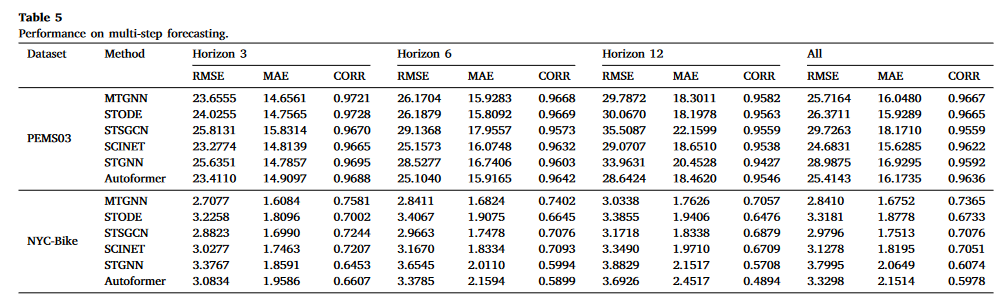 Table 5
Performance on multi-step forecasting.
Dataset Method Horizon 3 Horizon 6 Horizon 12 All
RMSE MAE CORR RMSE MAE CORR RMSE MAE CORR RMSE MAE CORR
MTGNN 23.6555 14.6561 0.9721 26.1704 15.9283 0.9668 29.7872 18.3011 0.9582 25.7164 16.0480 0.9667
STODE 24.0255 14.7565 0.9728 26.1879 15.8092 0.9669 30.0670 18.1978 0.9563 26.3711 15.9289 0.9665
STSGCN 25.8131 15.8314 0.9670 29.1368 17.9557 0.9573 35.5087 22.1599 0.9559 29.7263 18.1710 0.9559
PEMS03
SCINET 23.2774 14.8139 0.9665 25.1573 16.0748 0.9632 29.0707 18.6510 0.9538 24.6831 15.6285 0.9622
STGNN 25.6351 14.7857 0.9695 28.5277 16.7406 0.9603 33.9631 20.4528 0.9427 28.9875 16.9295 0.9592
Autoformer 23.4110 14.9097 0.9688 25.1040 15.9165 0.9642 28.6424 18.4620 0.9546 25.4143 16.1735 0.9636
MTGNN 2.7077 1.6084 0.7581 2.8411 1.6824 0.7402 3.0338 1.7626 0.7057 2.8410 1.6752 0.7365
STODE 3.2258 1.8096 0.7002 3.4067 1.9075 0.6645 3.3855 1.9406 0.6476 3.3181 1.8778 0.6733
STSGCN 2.8823 1.6990 0.7244 2.9663 1.7478 0.7076 3.1718 1.8338 0.6879 2.9796 1.7513 0.7076
NYC-Bike
SCINET 3.0277 1.7463 0.7207 3.1670 1.8334 0.7093 3.3490 1.9710 0.6709 3.1278 1.8195 0.7051
STGNN 3.3767 1.8591 0.6453 3.6545 2.0110 0.5994 3.8829 2.1517 0.5708 3.7995 2.0649 0.6074
Autoformer 3.0834 1.9586 0.6607 3.3785 2.1594 0.5899 3.6926 2.4517 0.4894 3.3298 2.1514 0.5978